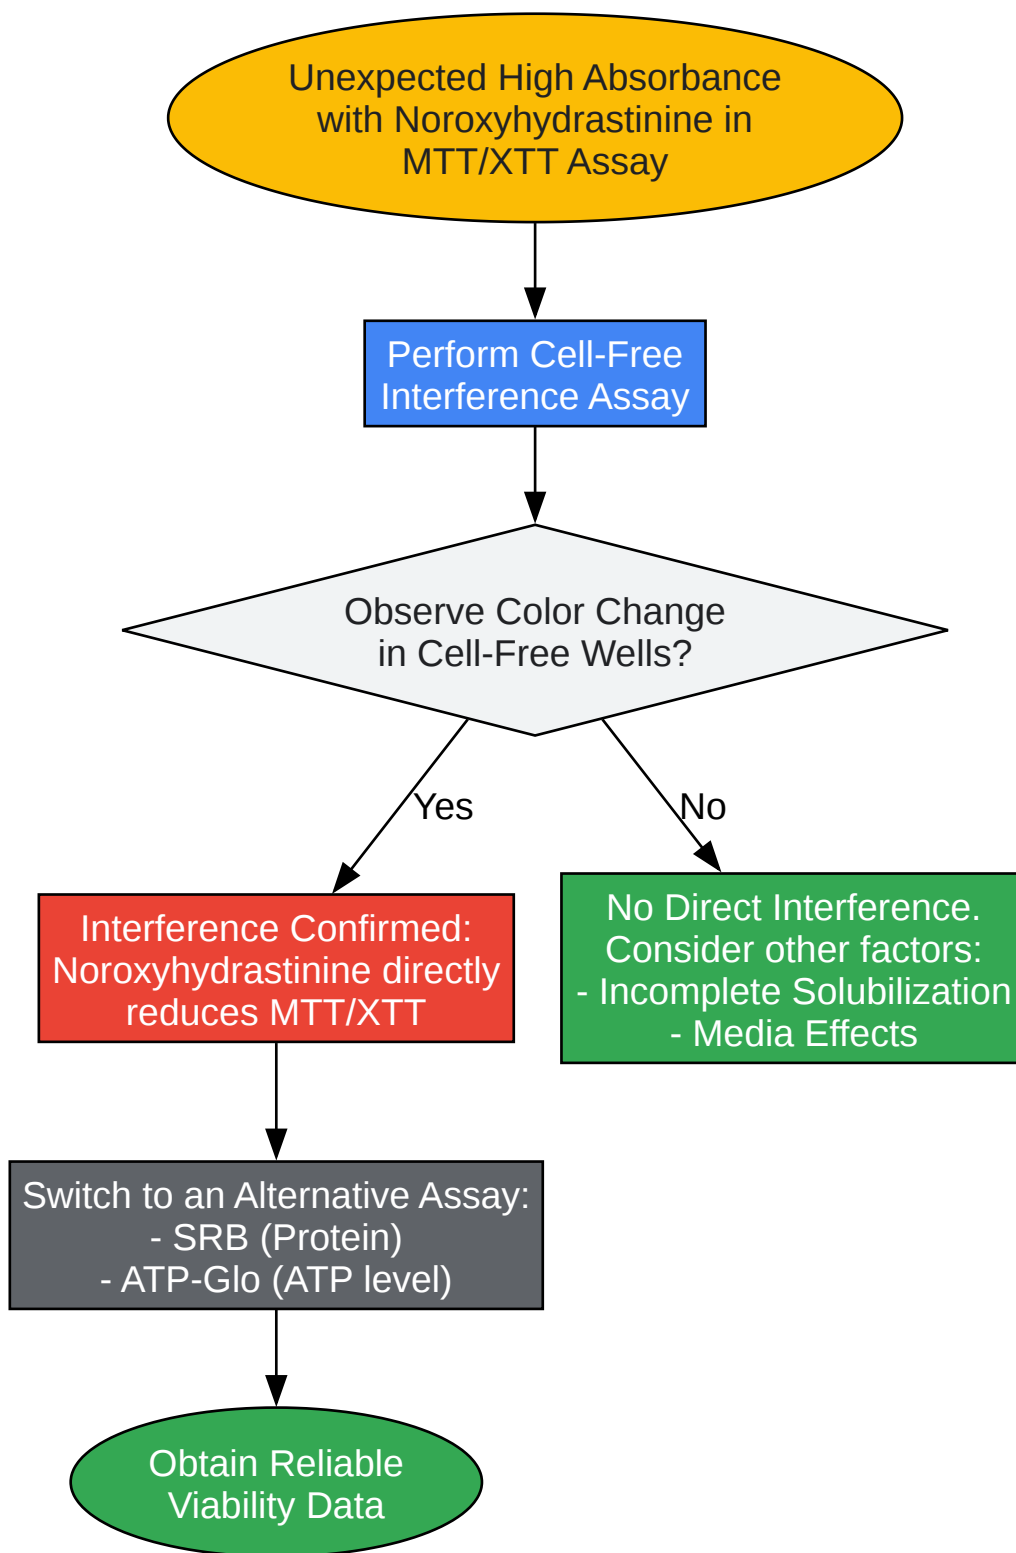 Unexpected High Absorbance
with Noroxyhydrastinine in
MTT/XTT Assay
Perform Cell-Free
Interference Assay
Observe Color Change
in Cell-Free Wells?
Yes
No
Interference Confirmed:
Noroxyhydrastinine directly
reduces MTT/XTT
No Direct Interference.
Consider other factors:
- Incomplete Solubilization
- Media Effects
Switch to an Alternative Assay:
- SRB (Protein)
- ATP-Glo (ATP level)
Obtain Reliable
Viability Data